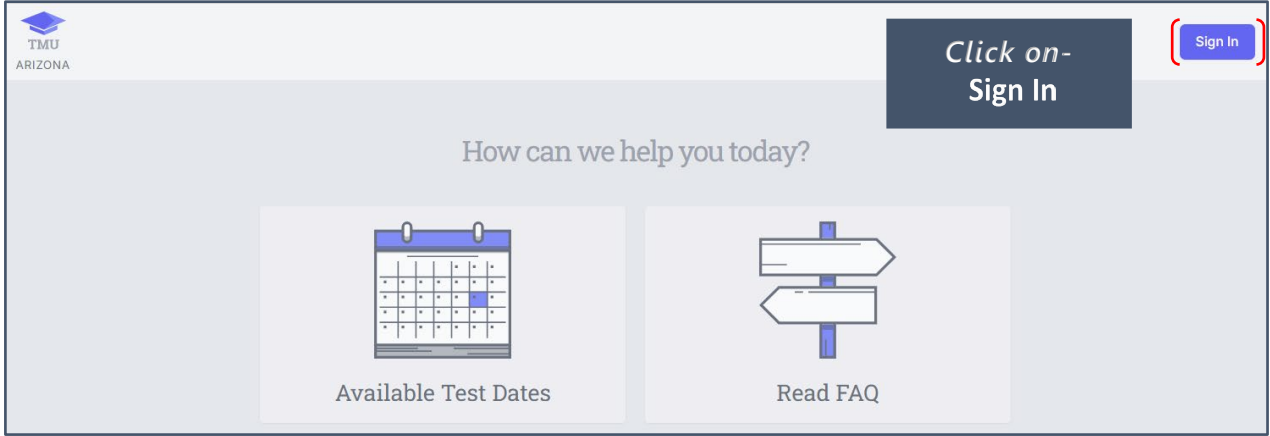 TMU
ARIZONA
Click on-
Sign In
Sign In
How can we help you today?
Available Test Dates
Read FAQ